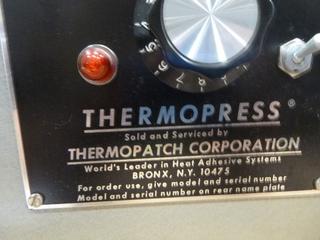 THERMOPRESS®
Sold and Serviced by
THERMOPATCH CORPORATION
World's Leader in Heat Adhesive Systems
BRONX, N.Y. 10475
For order use, give model and serial number
Model and serial number on rear name plate